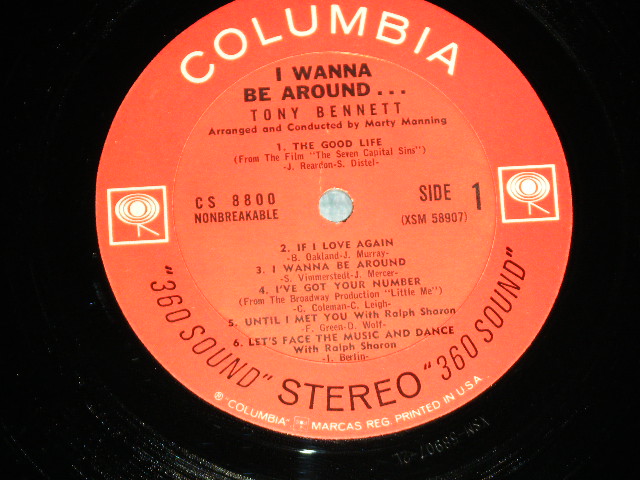 COLUMBIA
I WANNA
BE AROUND...
TONY BENNETT
Arranged and Conducted by Marty Manning
1. THE GOOD LIFE
(From The Film "The Seven Capital Sins")
-J. Reardon-S. Distel-
CS 8800
NONBREAKABLE
SIDE 1
(XSM 58907)
2. IF I LOVE AGAIN
-B. Oakland-J. Murray-
3. I WANNA BE AROUND
-S. Vimmerstedt-J. Mercer-
4. I'VE GOT YOUR NUMBER
(From The Broadway Production "Little Me")
-C. Coleman-C. Leigh-
5. UNTIL I MET YOU With Ralph Sharon
-F. Green-D. Wolf-
6. LET'S FACE THE MUSIC AND DANCE
With Ralph Sharon
-I. Berlin-
"360 SOUND" STEREO "360 SOUND"
® "COLUMBIA" MARCAS REG. PRINTED IN U.S.A.